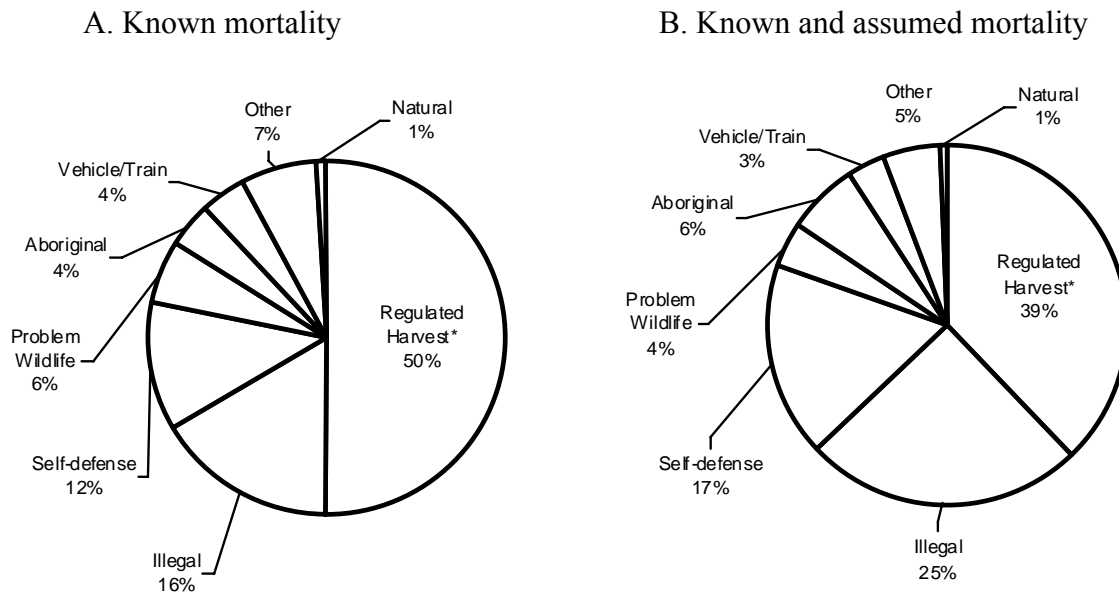 A. Known mortality
Other
7%
Natural
1%
Vehicle/Train
4%
Aboriginal
4%
Problem
Wildlife
6%
Self-defense
12%
Illegal
16%
Regulated
Harvest*
50%
B. Known and assumed mortality
Other
5%
Natural
1%
Vehicle/Train
3%
Aboriginal
6%
Problem
Wildlife
4%
Self-defense
17%
Illegal
25%
Regulated
Harvest*
39%